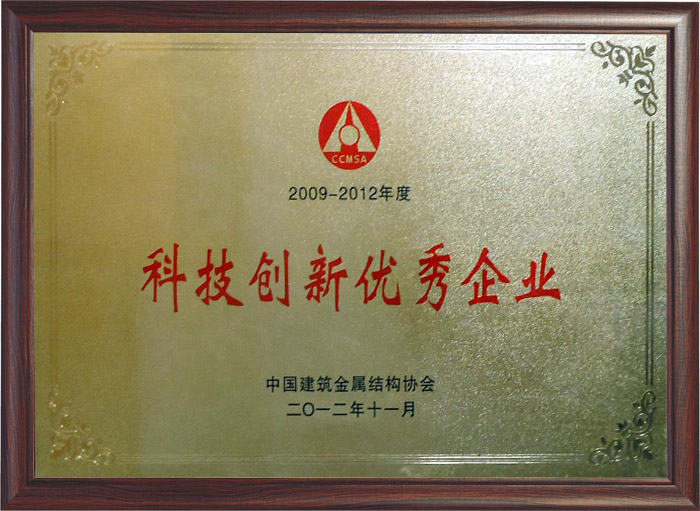 CCMSA
2009-2012年度
科技创新优秀企业
中国建筑金属结构协会
二〇一二年十一月